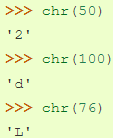 >>> chr(50)
'2'
>>> chr(100)
'd'
>>> chr(76)
'L'